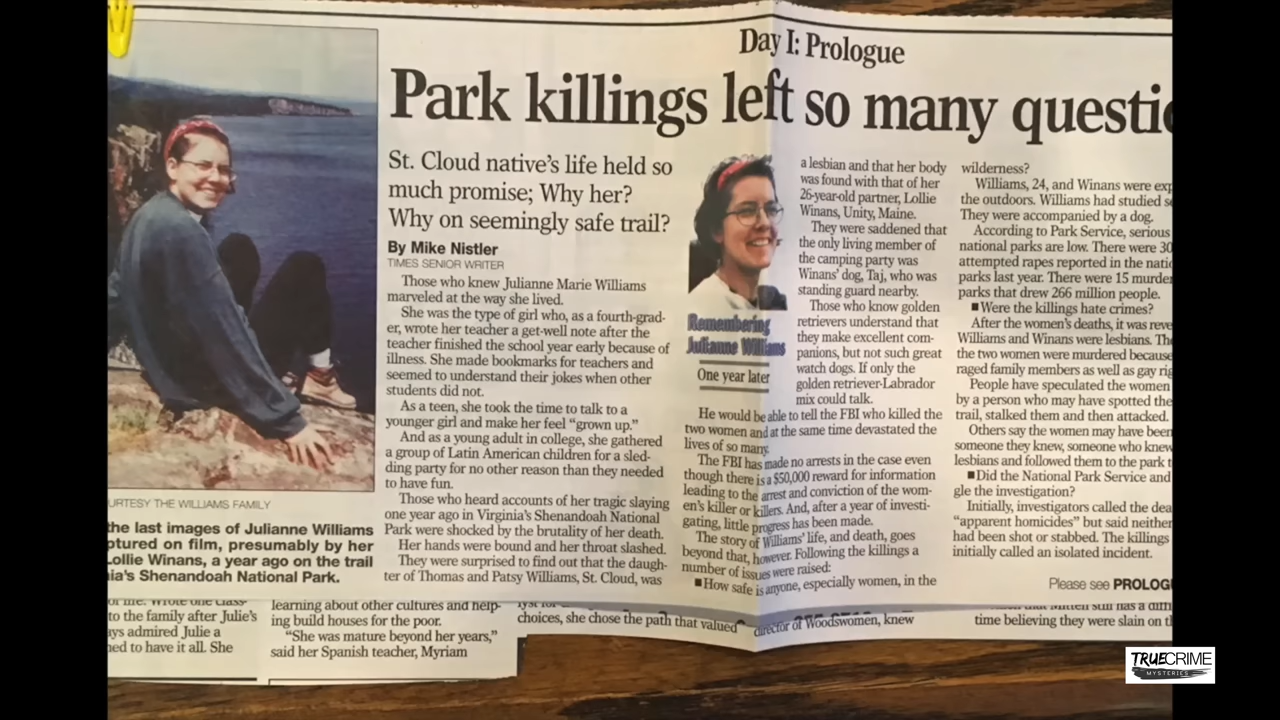 Day I: Prologue
Park killings left so many questio
St. Cloud native's life held so
much promise; Why her?
Why on seemingly safe trail?
By Mike Nistler
TIMES SENIOR WRITER
Those who knew Julianne Marie Williams
marveled at the way she lived.
She was the type of girl who, as a fourth-grad-
er, wrote her teacher a get-well note after the
teacher finished the school year early because of
illness. She made bookmarks for teachers and
seemed to understand their jokes when other
students did not.
As a teen, she took the time to talk to a
younger girl and make her feel "grown up."
And as a young adult in college, she gathered
a group of Latin American children for a sled-
ding party for no other reason than they needed
to have fun.
Those who heard accounts of her tragic slaying
one year ago in Virginia's Shenandoah National
Park were shocked by the brutality of her death.
Her hands were bound and her throat slashed.
They were surprised to find out that the daugh-
ter of Thomas and Patsy Williams, St. Cloud, was
Remembering
Julianne Williams
One year later
a lesbian and that her body
was found with that of her
26-year-old partner, Lollie
Winans, Unity, Maine.
They were saddened that
the only living member of
the camping party was
Winans' dog, Taj, who was
standing guard nearby.
Those who know golden
retrievers understand that
they make excellent com-
panions, but not such great
watch dogs. If only the
golden retriever-Labrador
mix could talk.
He would be able to tell the FBI who killed the
two women and at the same time devastated the
lives of so many.
The FBI has made no arrests in the case even
though there is a $50,000 reward for information
leading to the arrest and conviction of the wom-
en's killer or killers. And, after a year of investi-
gating, little progress has been made.
The story of Williams' life, and death, goes
beyond that, however. Following the killings a
number of issues were raised:
■How safe is anyone, especially women, in the
wilderness?
Williams, 24, and Winans were exp
the outdoors. Williams had studied s
They were accompanied by a dog.
According to Park Service, serious
national parks are low. There were 30
attempted rapes reported in the natio
parks last year. There were 15 murder
parks that drew 266 million people.
■Were the killings hate crimes?
After the women's deaths, it was reve
Williams and Winans were lesbians. The
the two women were murdered because
raged family members as well as gay rig
People have speculated the women
by a person who may have spotted the
trail, stalked them and then attacked.
Others say the women may have been
someone they knew, someone who knew
lesbians and followed them to the park t
■Did the National Park Service and
gle the investigation?
Initially, investigators called the dea
"apparent homicides" but said neither
had been shot or stabbed. The killings
initially called an isolated incident.
Please see PROLOG
URTESY THE WILLIAMS FAMILY
the last images of Julianne Williams
ptured on film, presumably by her
Lollie Winans, a year ago on the trail
ia's Shenandoah National Park.
of life. Wrote one class-
to the family after Julie's
ys admired Julie a
ed to have it all. She
learning about other cultures and help-
ing build houses for the poor.
"She was mature beyond her years,"
said her Spanish teacher, Myriam
choices, she chose the path that valued
director of Woodswomen, knew
still has a diffi
time believing they were slain on t
TRUECRIME
MYSTERIES